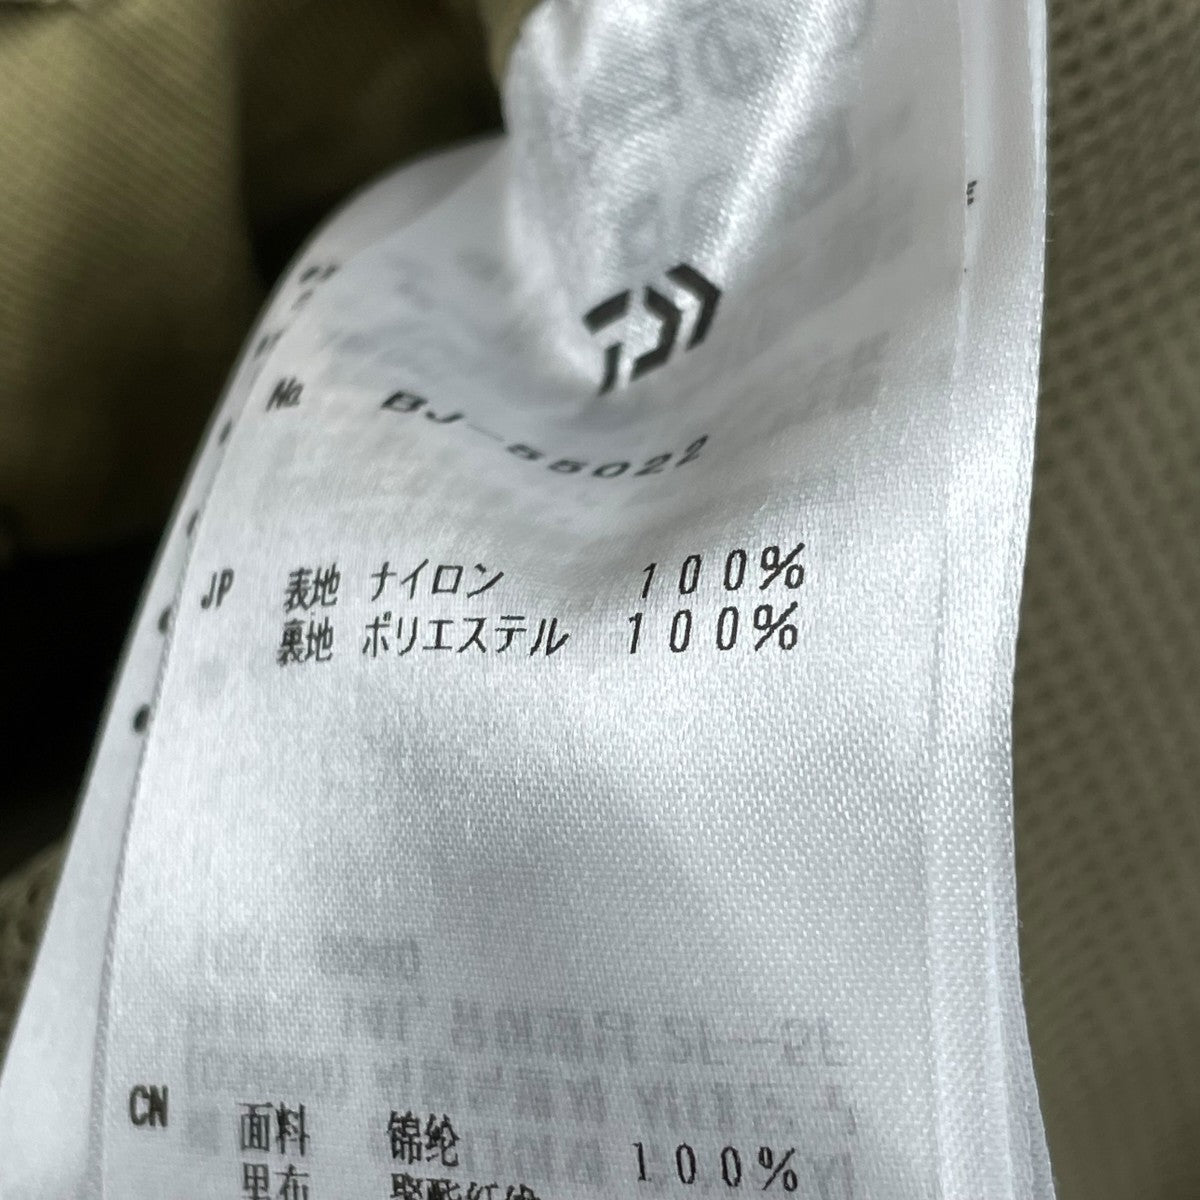 No. BJ-55022
JP 表地 ナイロン 100%
裏地 ポリエステル 100%
CN 面料 锦纶 100%
里布